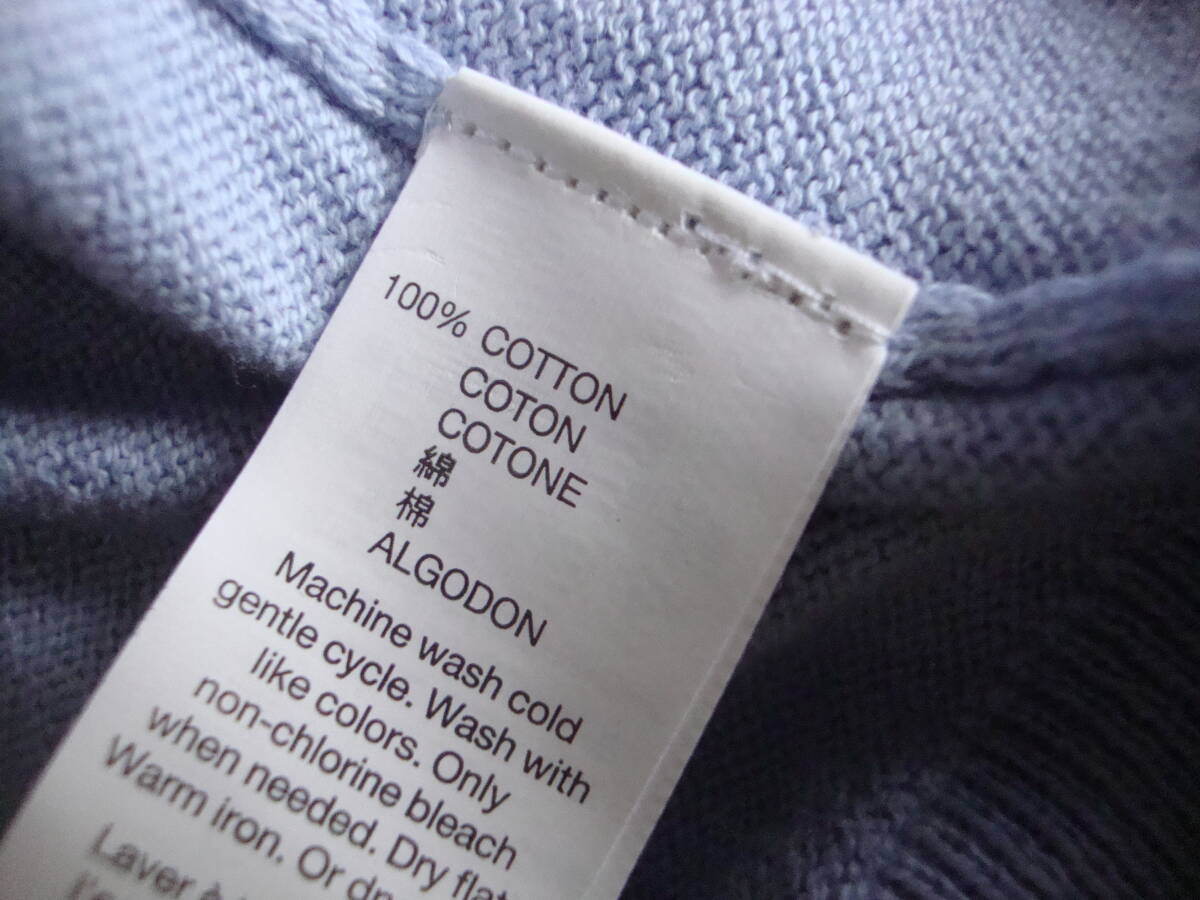 100% COTTON
COTON
COTONE
綿
棉
ALGODON
Machine wash cold
gentle cycle. Wash with
like colors. Only
non-chlorine bleach
when needed. Dry flat
Warm iron. Or
Laver à